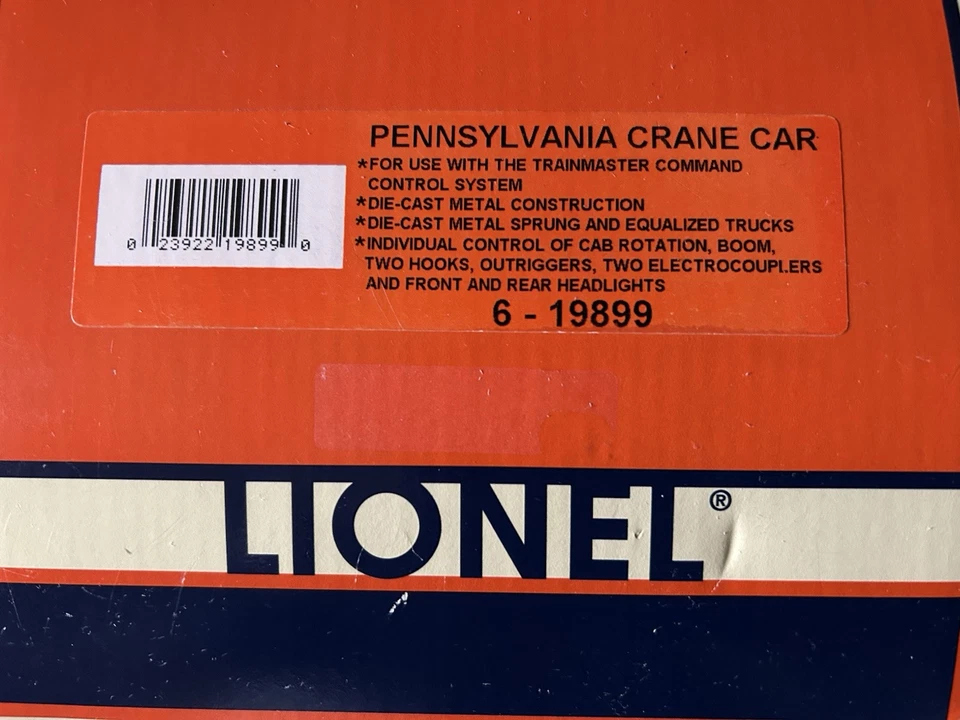 PENNSYLVANIA CRANE CAR
*FOR USE WITH THE TRAINMASTER COMMAND
CONTROL SYSTEM
*DIE-CAST METAL CONSTRUCTION
*DIE-CAST METAL SPRUNG AND EQUALIZED TRUCKS
*INDIVIDUAL CONTROL OF CAB ROTATION, BOOM,
TWO HOOKS, OUTRIGGERS, TWO ELECTROCOUPLERS
AND FRONT AND REAR HEADLIGHTS
6 - 19899
0 23922 19899 0
LIONEL®